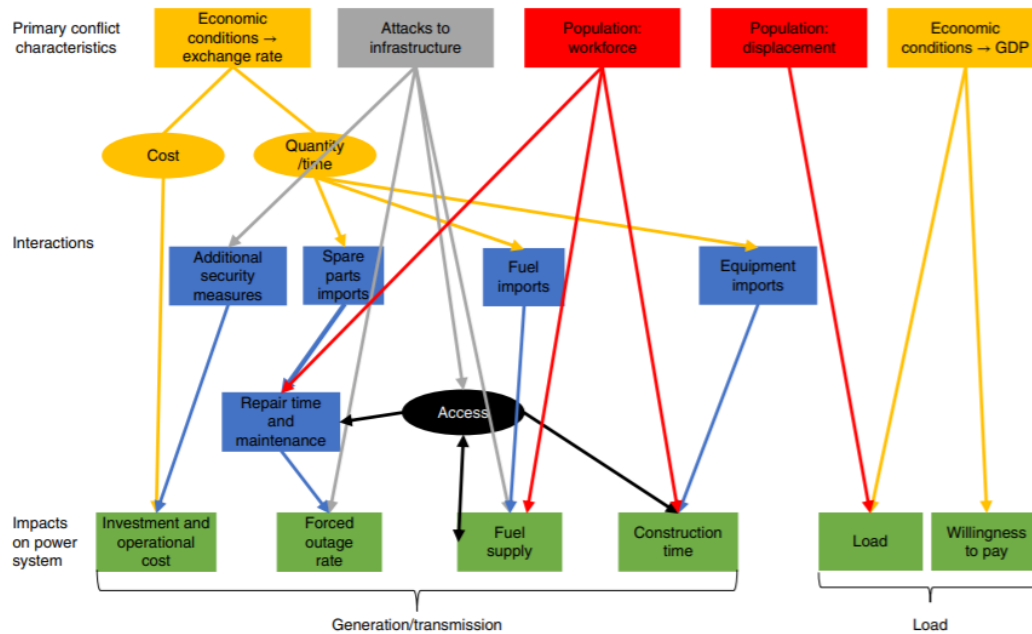 Primary conflict
characteristics
Economic
conditions →
exchange rate
Attacks to
infrastructure
Population:
workforce
Population:
displacement
Economic
conditions → GDP
Cost
Quantity
/time
Interactions
Additional
security
measures
Spare
parts
imports
Fuel
imports
Equipment
imports
Repair time
and
maintenance
Access
Impacts
on power
system
Investment and
operational
cost
Forced
outage
rate
Fuel
supply
Construction
time
Load
Willingness
to pay
Generation/transmission
Load